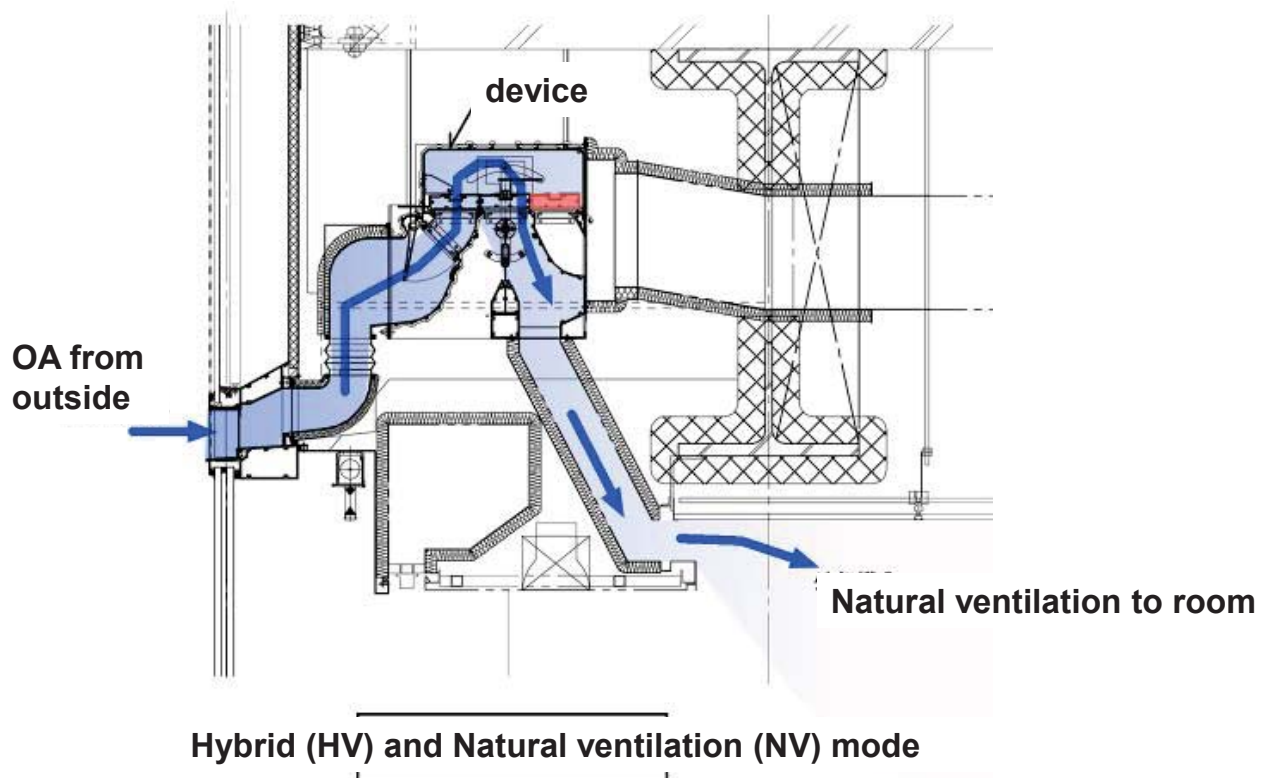 device
OA from
outside
Natural ventilation to room
Hybrid (HV) and Natural ventilation (NV) mode